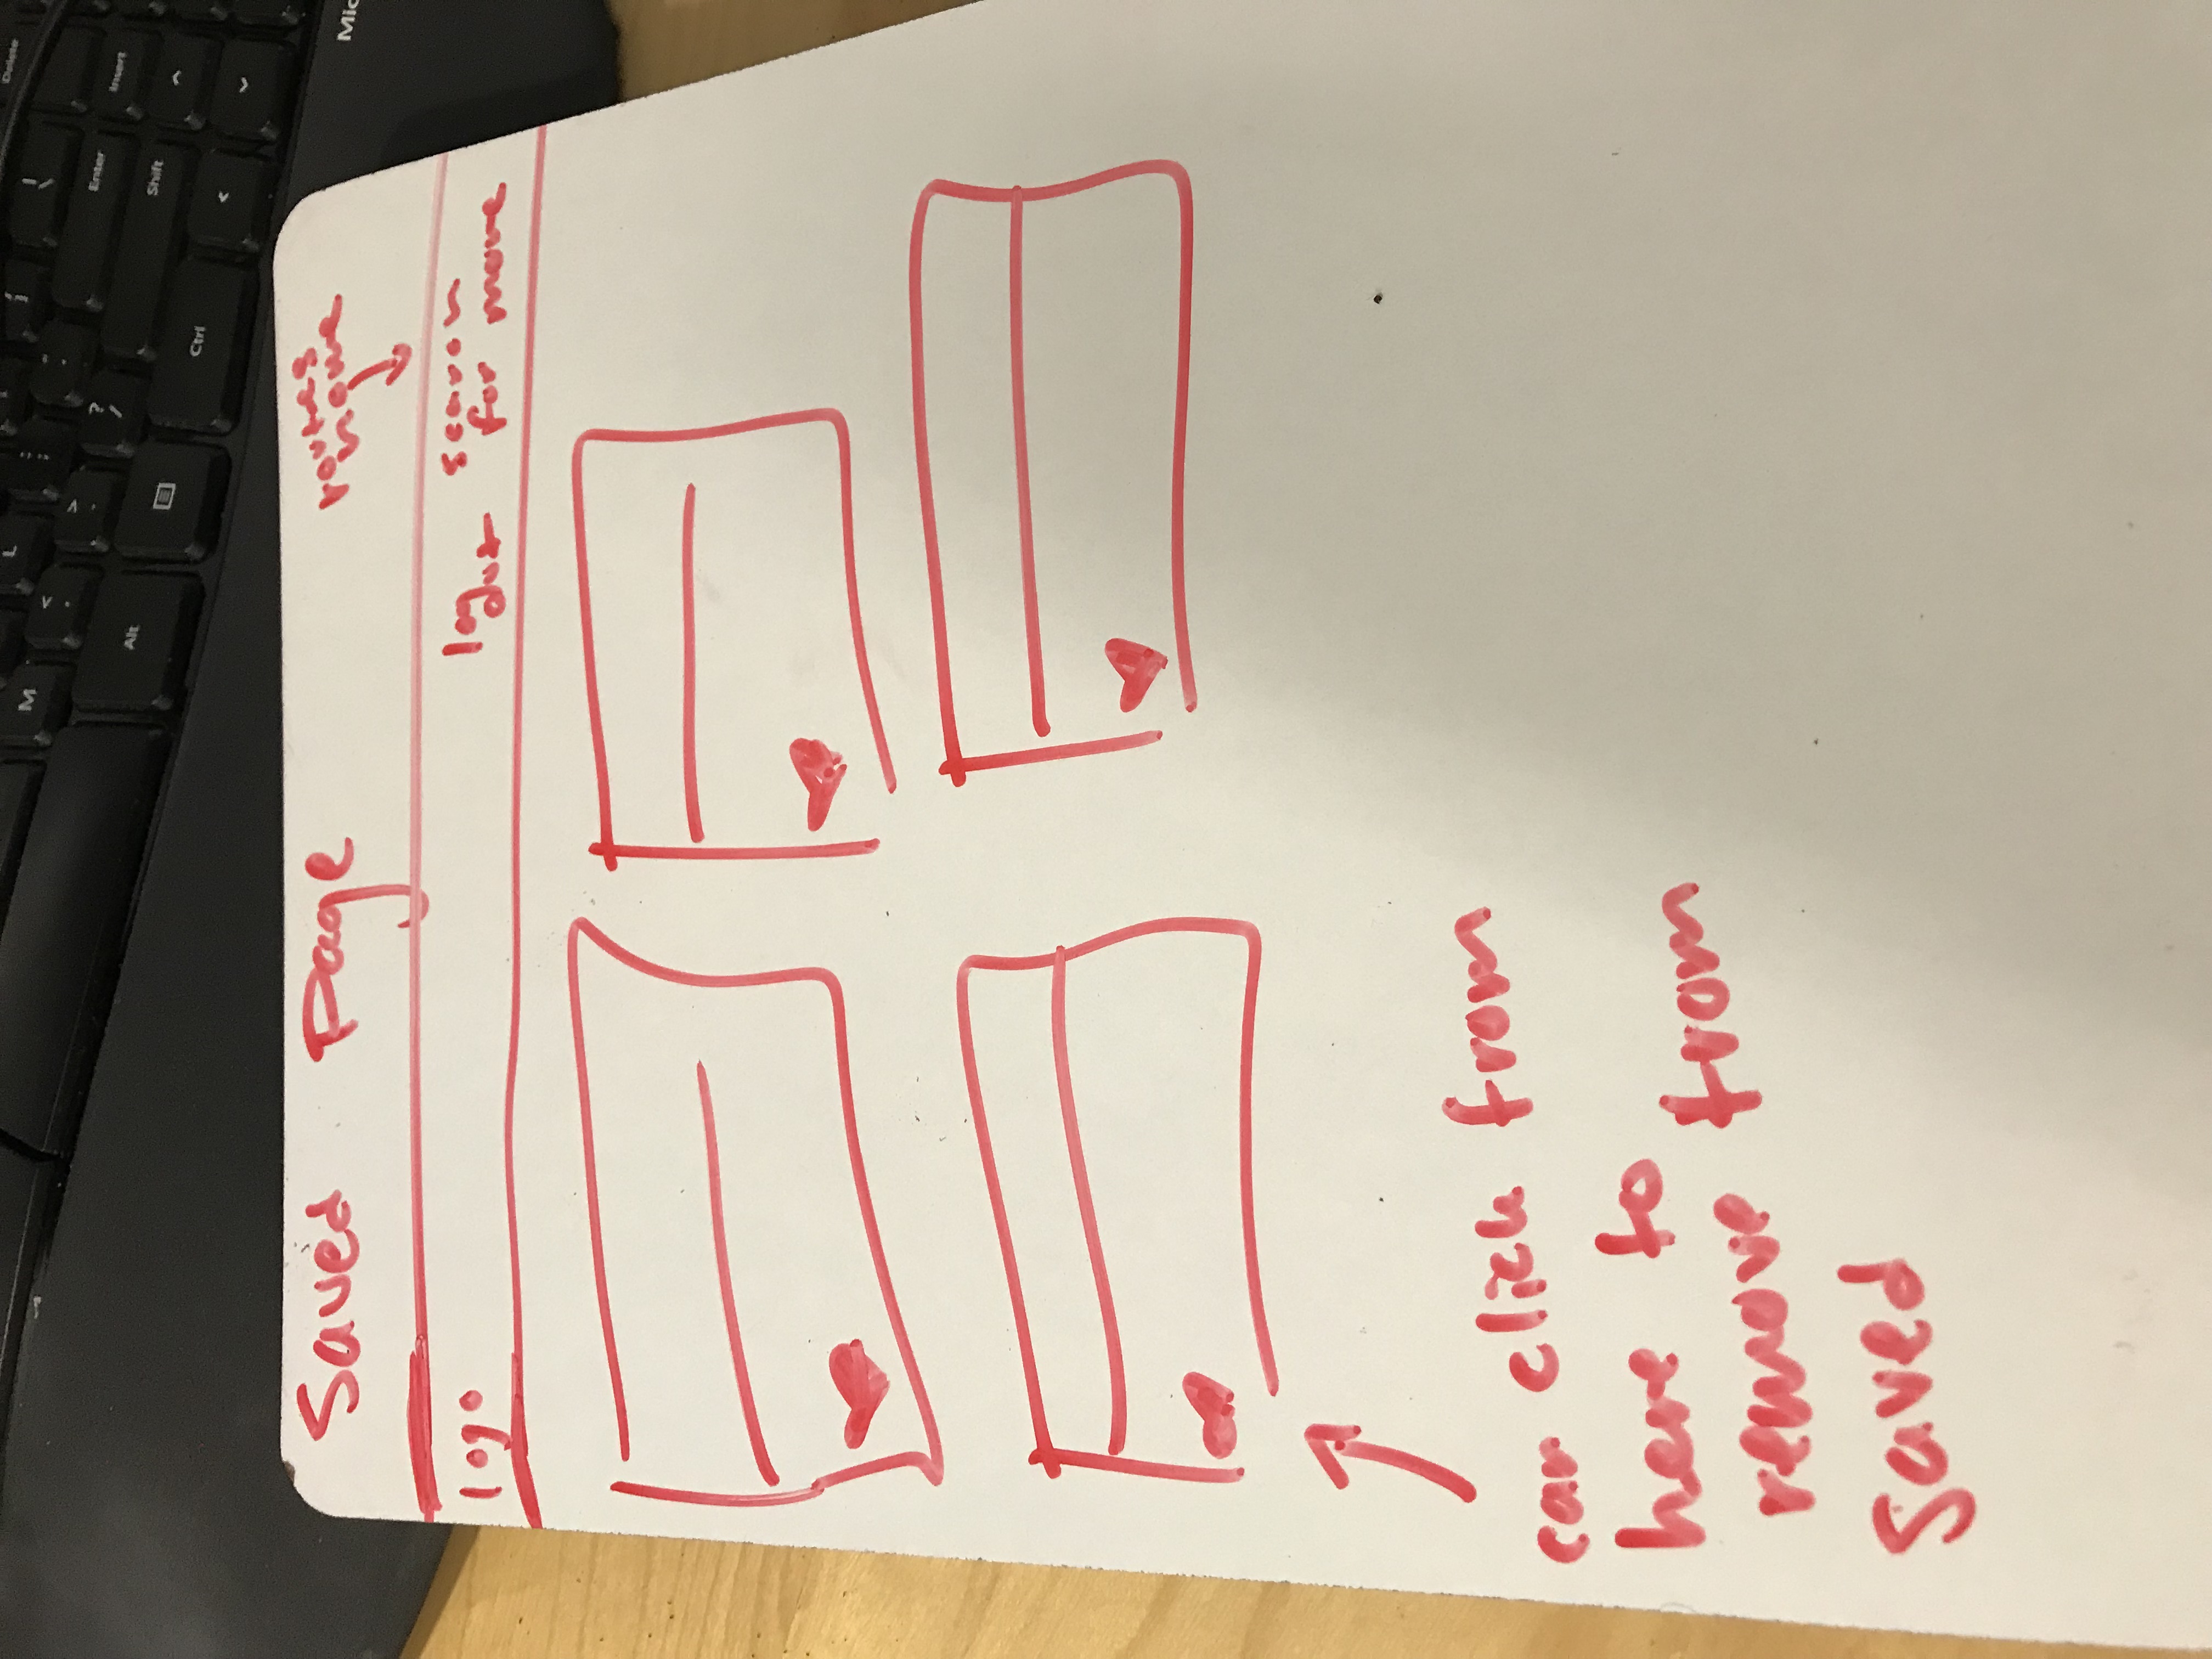 M
L
Delete
Enter
Insert
Alt
Shift
Ctrl
Mic
Saved Page
routes
home
logo
log
out
search
for more
can click from
here to
remove from
Saved